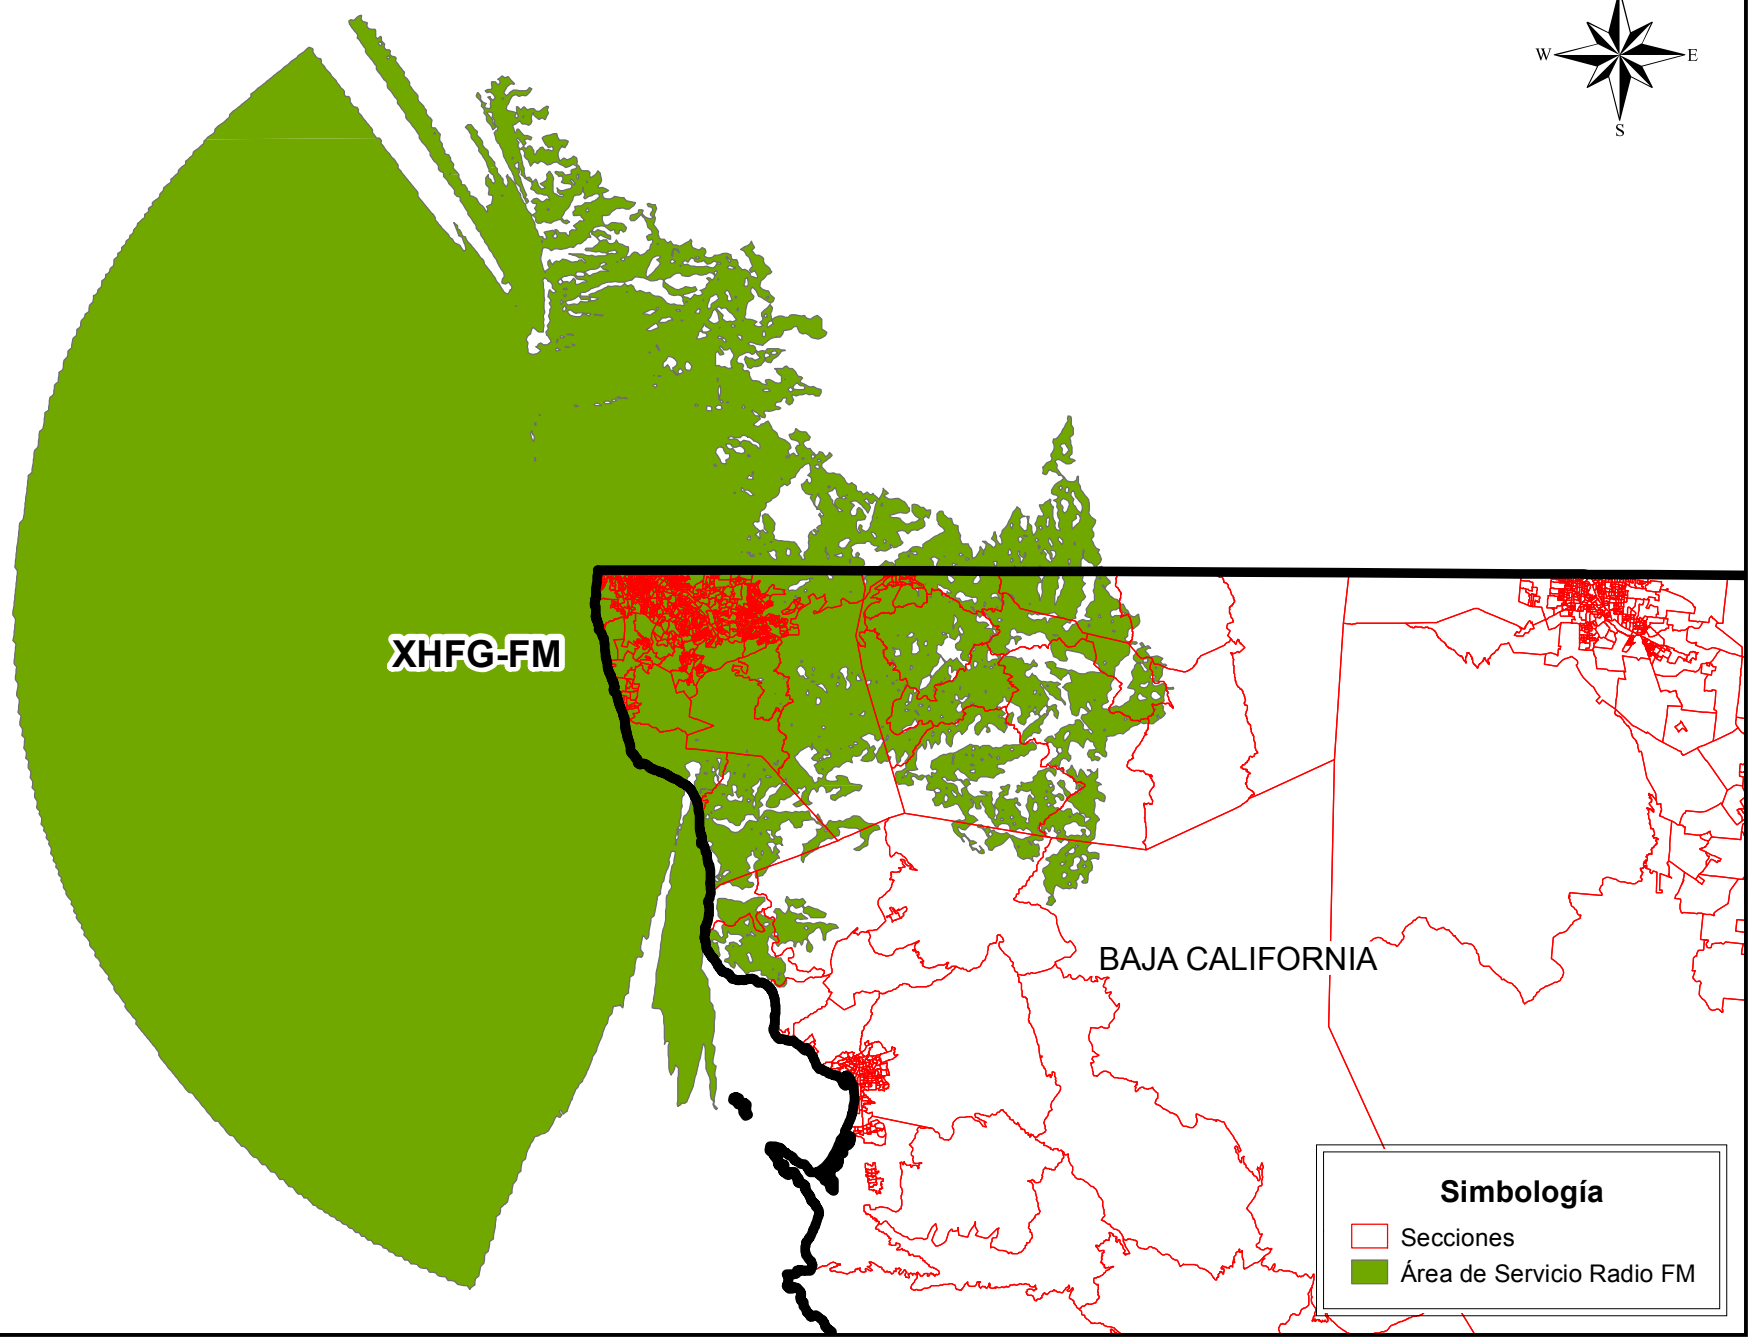 W E
S
XHFG-FM
BAJA CALIFORNIA
Simbología
Secciones
Área de Servicio Radio FM